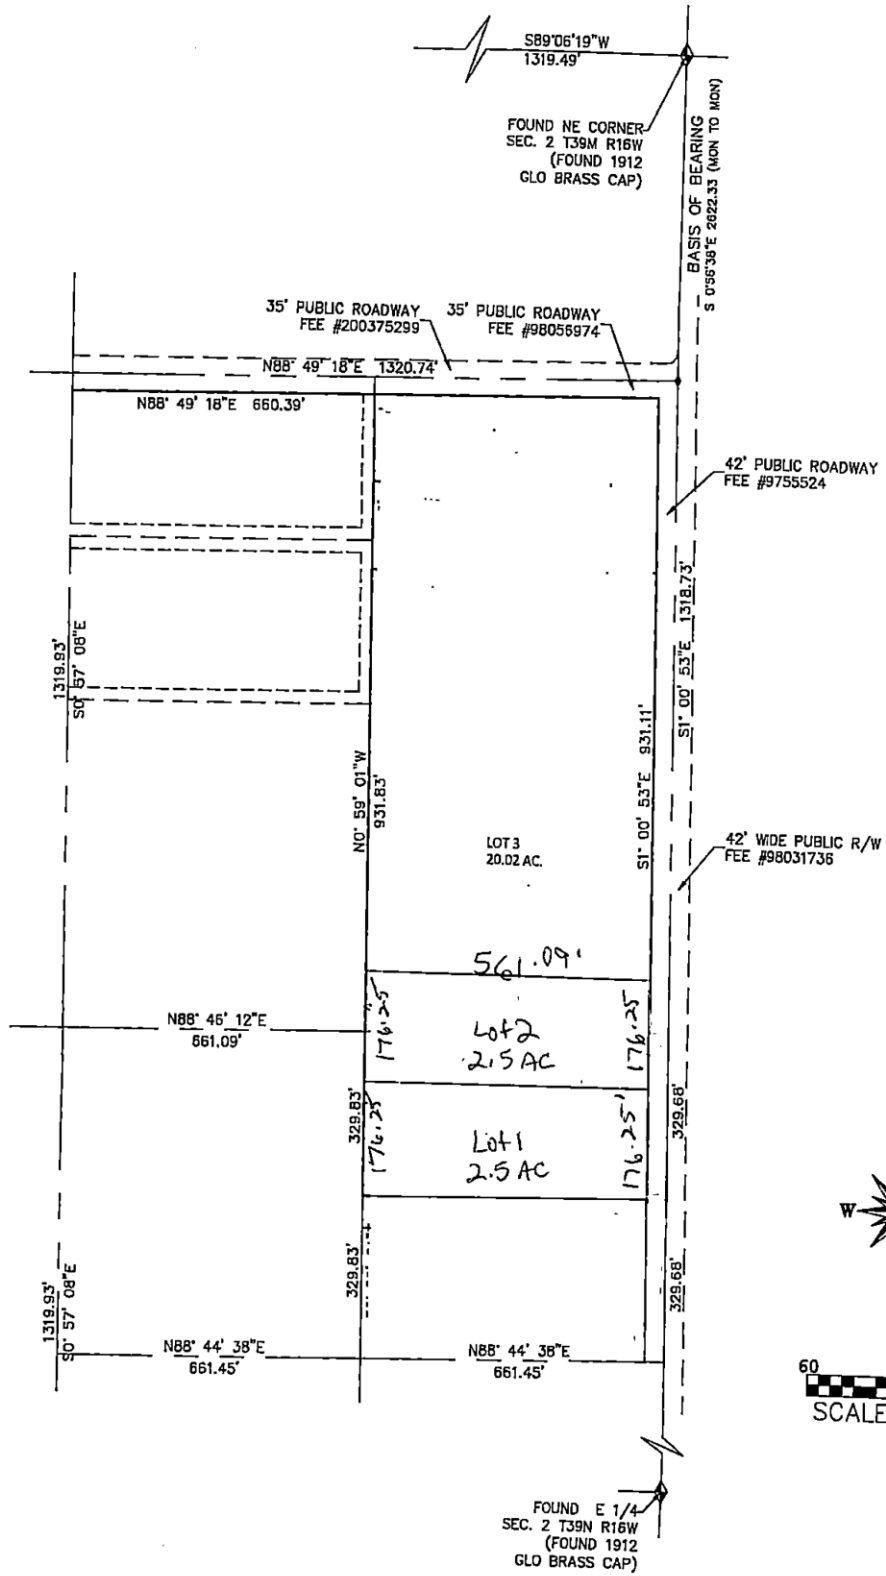 S89°06'19"W
1319.49'
FOUND NE CORNER
SEC. 2 T39M R16W
(FOUND 1912
GLO BRASS CAP)
BASIS OF BEARING
S 0°56'38"E 2622.33 (MON TO MON)
35' PUBLIC ROADWAY
FEE #200375299
35' PUBLIC ROADWAY
FEE #98056974
N88° 49' 18"E 1320.74'
N88° 49' 18"E 660.39'
42' PUBLIC ROADWAY
FEE #9755524
1319.93'
S0° 57' 08"E
N0° 59' 01"W
931.83'
S1° 00' 53"E 931.11'
S1° 00' 53"E 1318.73'
LOT 3
20.02 AC.
42' WIDE PUBLIC R/W
FEE #98031736
561.09'
176.25
Lot 2
2.5 AC
176.25
N88° 46' 12"E
661.09'
329.83'
176.25
Lot 1
2.5 AC
176.25'
329.68'
W
329.83'
329.68'
1319.93'
S0° 57' 08"E
N88° 44' 38"E
661.45'
N88° 44' 38"E
661.45'
60
SCALE
FOUND E 1/4
SEC. 2 T39N R16W
(FOUND 1912
GLO BRASS CAP)